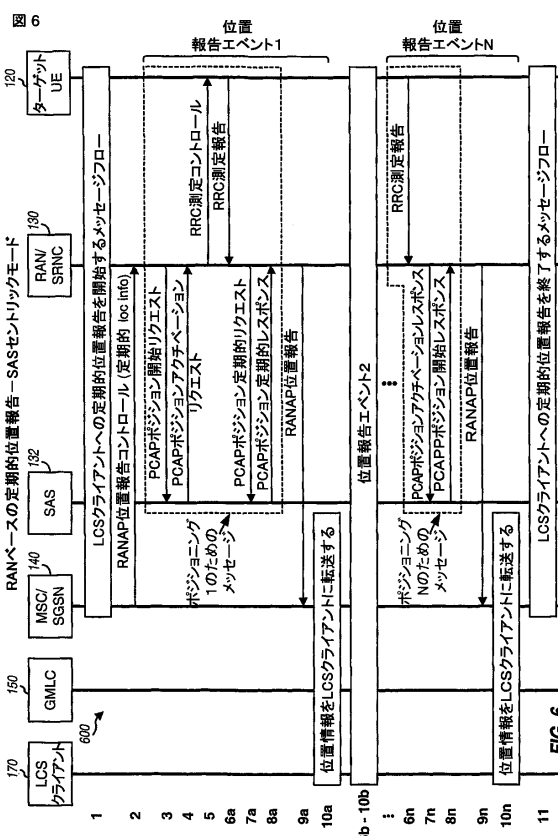 図 6
RANベースの定期的位置報告－SASセントリックモード
170
LCS
クライアント
150
GMLC
140
MSC/
SGSN
132
SAS
130
RAN/
SRNC
120
ターゲット
UE
600
1
LCSクライアントへの定期的位置報告を開始するメッセージフロー
2
RANAP位置報告コントロール (定期的 loc info)
位置
報告エベント1
3
PCAPポジション開始リクエスト
4
PCAPポジションアクチベーション
リクエスト
5
RRC測定コントロール
6a
RRC測定報告
ポジショニング
1のための
メッセージ
7a
PCAPポジション定期的リクエスト
8a
PCAPポジション定期的レスポンス
9a
RANAP位置報告
10a
位置情報をLCSクライアントに転送する
b - 10b
位置報告エベント2
位置
報告エベントN
6n
RRC測定報告
ポジショニング
Nのための
メッセージ
7n
PCAPポジションアクチベーションレスポンス
8n
PCAPPポジション開始レスポンス
9n
RANAP位置報告
10n
位置情報をLCSクライアントに転送する
11
LCSクライアントへの定期的位置報告を終了するメッセージフロー
FIG. 6